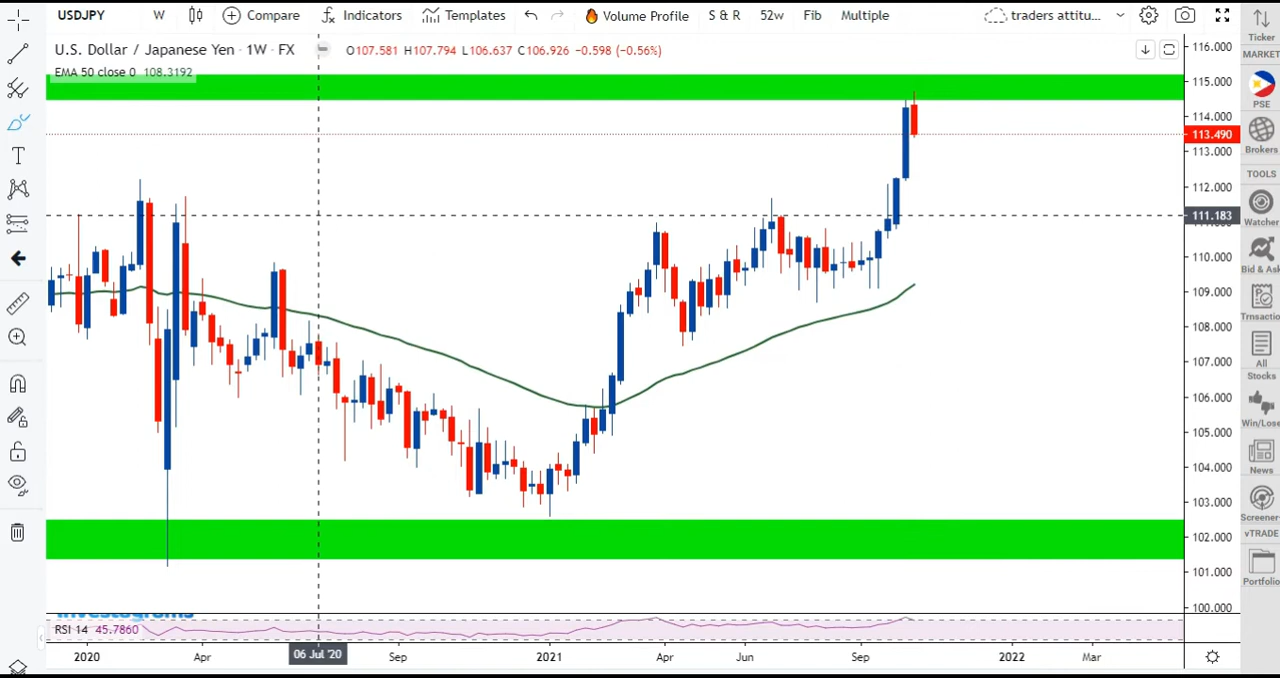 USDJPY W Compare Indicators Templates Volume Profile S & R 52w Fib Multiple traders attitu...
U.S. Dollar / Japanese Yen · 1W · FX O107.581 H107.794 L106.637 C106.926 -0.598 (-0.56%)
EMA 50 close 0 108.3192
116.000
115.000
114.000
113.490
113.000
112.000
111.183
110.000
109.000
108.000
107.000
106.000
105.000
104.000
103.000
102.000
101.000
100.000
Investagrams
RSI 14 45.7860
2020 Apr 06 Jul '20 Sep 2021 Apr Jun Sep 2022 Mar
Ticker
MARKET
PSE
Brokers
TOOLS
Watcher
Bid & Ask
Trnsactio
All
Stocks
Win/Lose
News
Screener
vTRADE
Portfolio